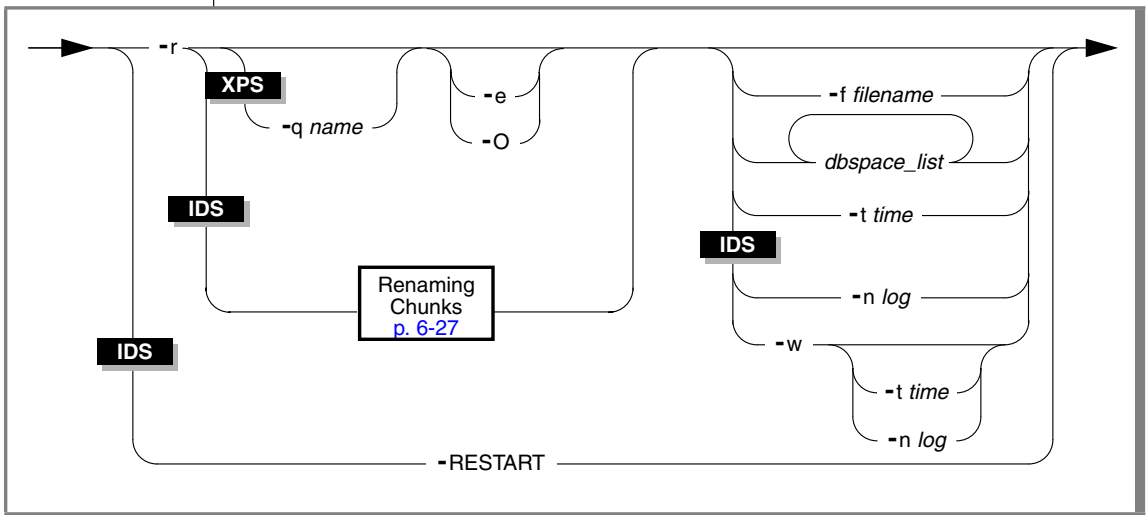 -r
XPS
-q name
-e
-O
IDS
Renaming
Chunks
p. 6-27
-f filename
dbspace_list
-t time
IDS
-n log
-w
-t time
-n log
IDS
-RESTART